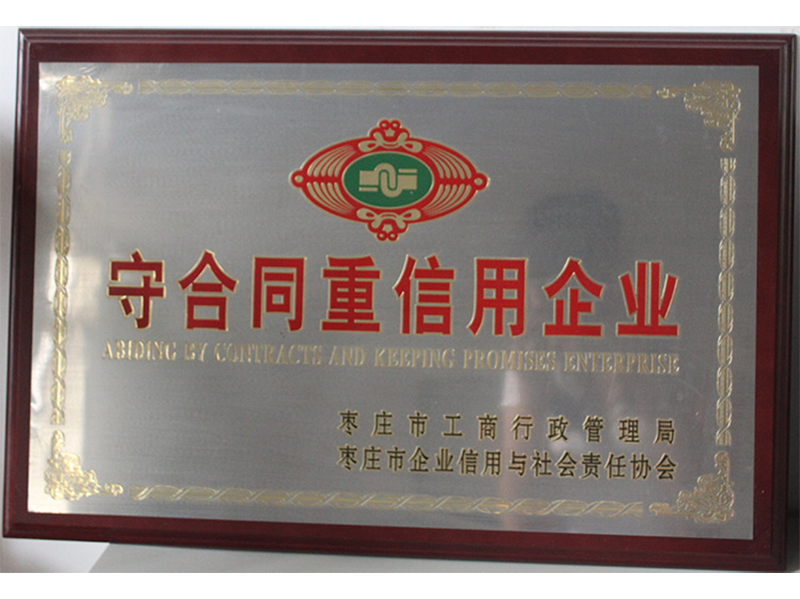 守合同重信用企业
ABIDING BY CONTRACTS AND KEEPING PROMISES ENTERPRISE
枣庄市工商行政管理局
枣庄市企业信用与社会责任协会